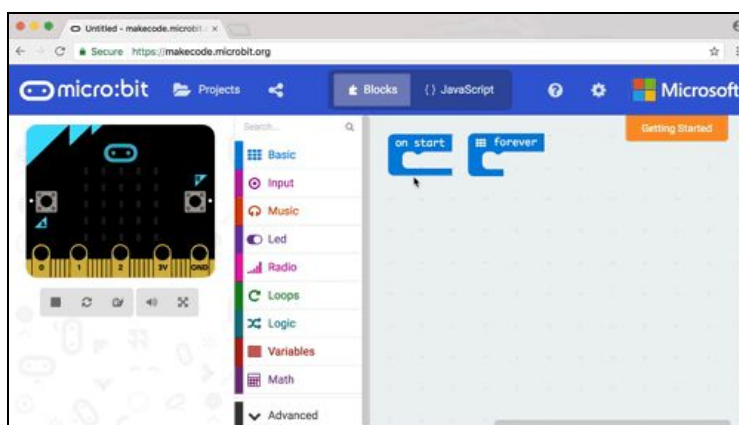 Untitled - makecode.microbit.
Secure https://makecode.microbit.org
micro:bit Projects Blocks {} JavaScript ? Microsoft
Search...
Getting Started
on start
forever
Basic
Input
Music
Led
Radio
Loops
Logic
Variables
Math
Advanced
0 1 2 3V GND